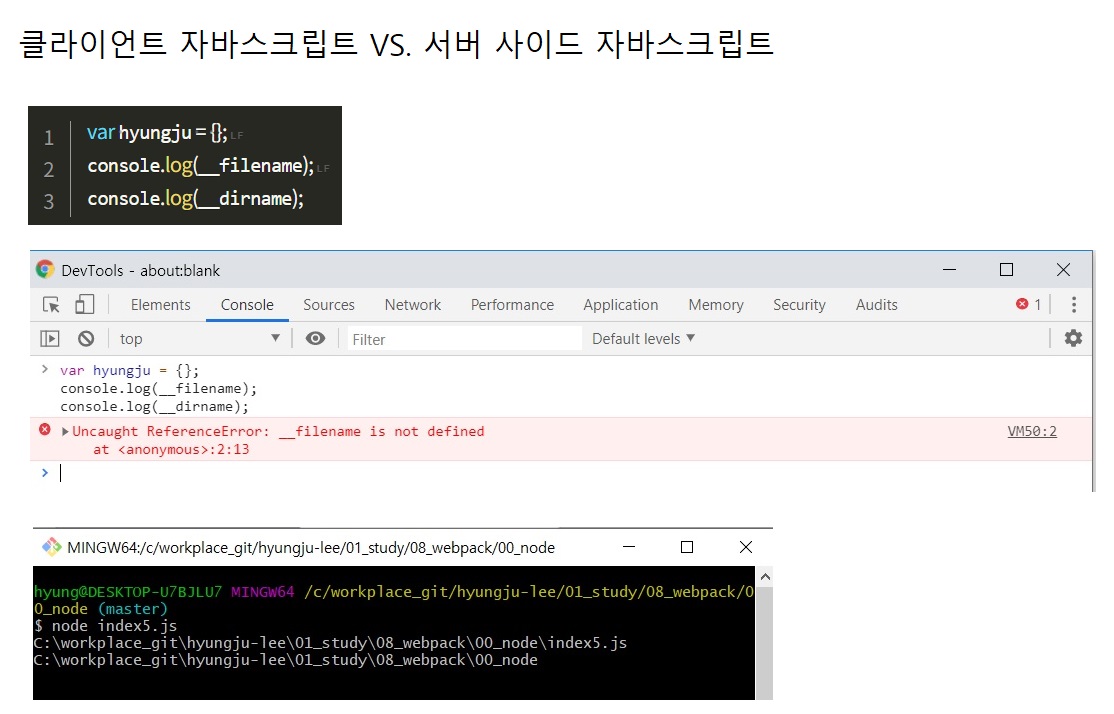 클라이언트 자바스크립트 VS. 서버 사이드 자바스크립트
1 var hyungju = {}; LF
2 console.log(__filename); LF
3 console.log(__dirname);
DevTools - about:blank
Elements Console Sources Network Performance Application Memory Security Audits 1
top Filter Default levels
> var hyungju = {};
console.log(__filename);
console.log(__dirname);
Uncaught ReferenceError: __filename is not defined VM50:2
at <anonymous>:2:13
>
MINGW64:/c/workplace_git/hyungju-lee/01_study/08_webpack/00_node
hyung@DESKTOP-U7BJLU7 MINGW64 /c/workplace_git/hyungju-lee/01_study/08_webpack/0
0_node (master)
$ node index5.js
C:\workplace_git\hyungju-lee\01_study\08_webpack\00_node\index5.js
C:\workplace_git\hyungju-lee\01_study\08_webpack\00_node